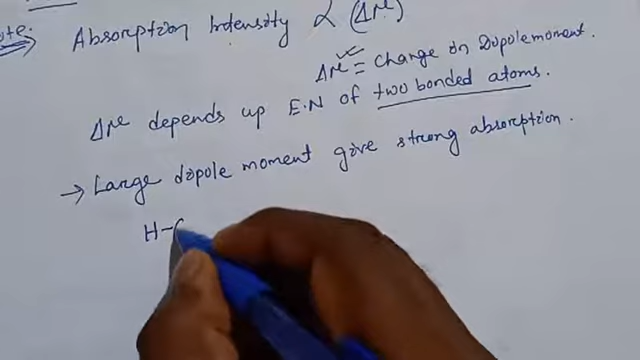 ote.
Absorption Intensity α (Δμ)
Δμ = change in Dipolemoment.
Δμ depends up E.N of two bonded atoms.
→ Large dipole moment give strong absorption.
H-C